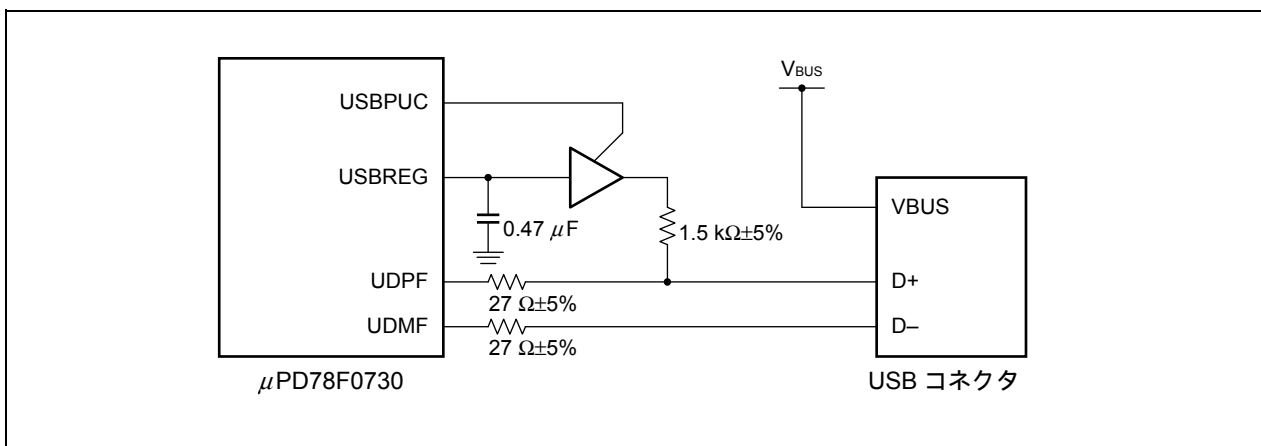 USBPUC
VBUS
USBREG
VBUS
0.47 μF
1.5 kΩ±5%
UDPF
D+
27 Ω±5%
UDMF
D–
27 Ω±5%
μPD78F0730
USB コネクタ